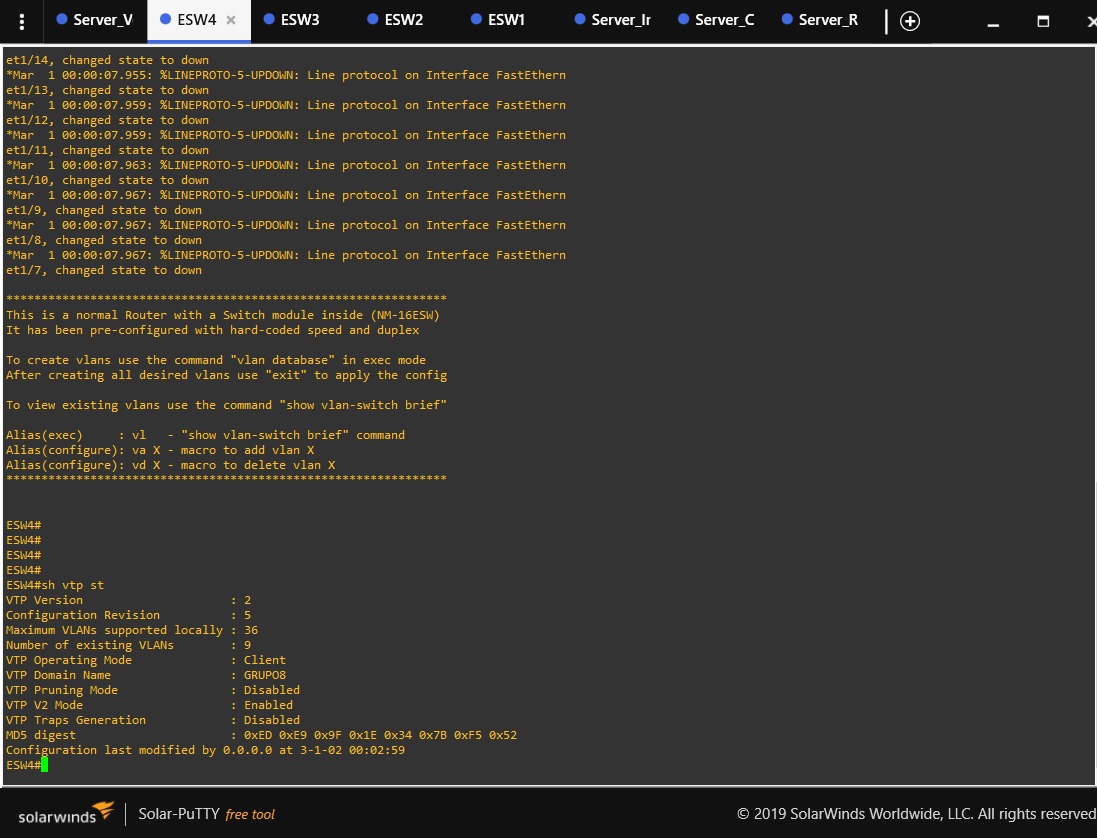 Server_V
ESW4
ESW3
ESW2
ESW1
Server_Ir
Server_C
Server_R
et1/14, changed state to down
*Mar  1 00:00:07.955: %LINEPROTO-5-UPDOWN: Line protocol on Interface FastEthern
et1/13, changed state to down
*Mar  1 00:00:07.959: %LINEPROTO-5-UPDOWN: Line protocol on Interface FastEthern
et1/12, changed state to down
*Mar  1 00:00:07.959: %LINEPROTO-5-UPDOWN: Line protocol on Interface FastEthern
et1/11, changed state to down
*Mar  1 00:00:07.963: %LINEPROTO-5-UPDOWN: Line protocol on Interface FastEthern
et1/10, changed state to down
*Mar  1 00:00:07.967: %LINEPROTO-5-UPDOWN: Line protocol on Interface FastEthern
et1/9, changed state to down
*Mar  1 00:00:07.967: %LINEPROTO-5-UPDOWN: Line protocol on Interface FastEthern
et1/8, changed state to down
*Mar  1 00:00:07.967: %LINEPROTO-5-UPDOWN: Line protocol on Interface FastEthern
et1/7, changed state to down
***************************************************************
This is a normal Router with a Switch module inside (NM-16ESW)
It has been pre-configured with hard-coded speed and duplex
To create vlans use the command "vlan database" in exec mode
After creating all desired vlans use "exit" to apply the config
To view existing vlans use the command "show vlan-switch brief"
Alias(exec)     : vl   - "show vlan-switch brief" command
Alias(configure): va X - macro to add vlan X
Alias(configure): vd X - macro to delete vlan X
***************************************************************
ESW4#
ESW4#
ESW4#
ESW4#
ESW4#sh vtp st
VTP Version                     : 2
Configuration Revision          : 5
Maximum VLANs supported locally : 36
Number of existing VLANs        : 9
VTP Operating Mode              : Client
VTP Domain Name                 : GRUPO8
VTP Pruning Mode                : Disabled
VTP V2 Mode                     : Enabled
VTP Traps Generation            : Disabled
MD5 digest                      : 0xED 0xE9 0x9F 0x1E 0x34 0x7B 0xF5 0x52
Configuration last modified by 0.0.0.0 at 3-1-02 00:02:59
ESW4#
solarwinds
Solar-PuTTY free tool
© 2019 SolarWinds Worldwide, LLC. All rights reserved